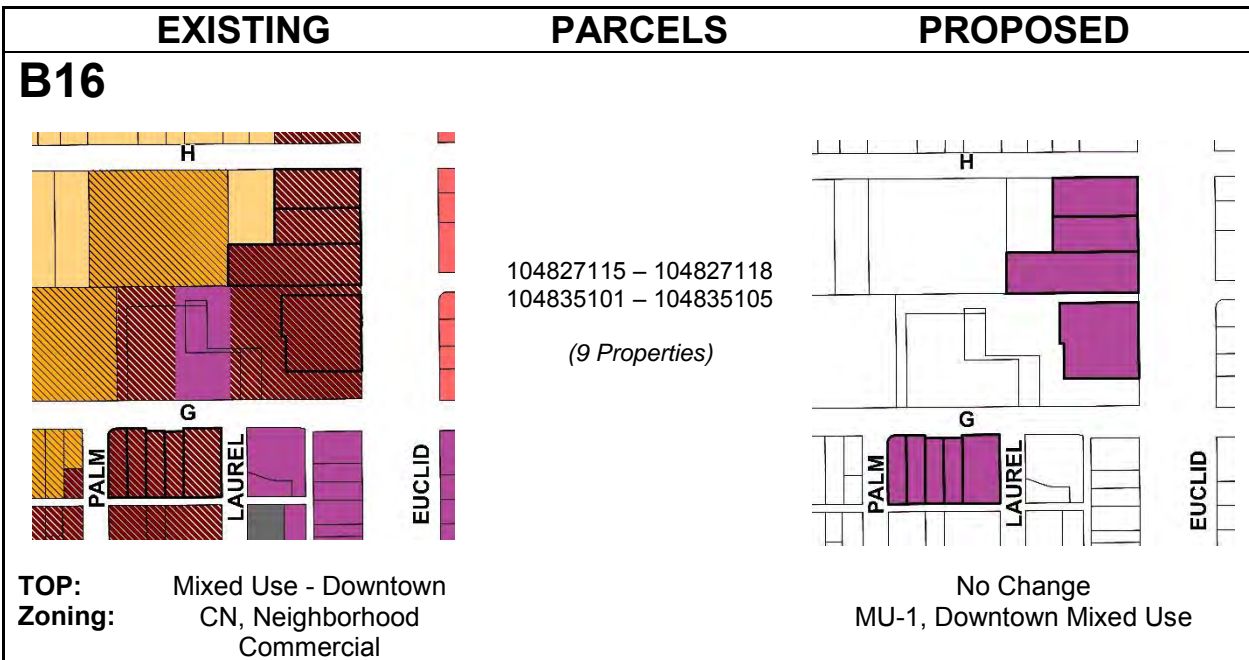 EXISTING PARCELS PROPOSED
B16
H
G
PALM
LAUREL
EUCLID
104827115 – 104827118
104835101 – 104835105
(9 Properties)
H
G
PALM
LAUREL
EUCLID
TOP: Mixed Use - Downtown
Zoning: CN, Neighborhood
Commercial
No Change
MU-1, Downtown Mixed Use